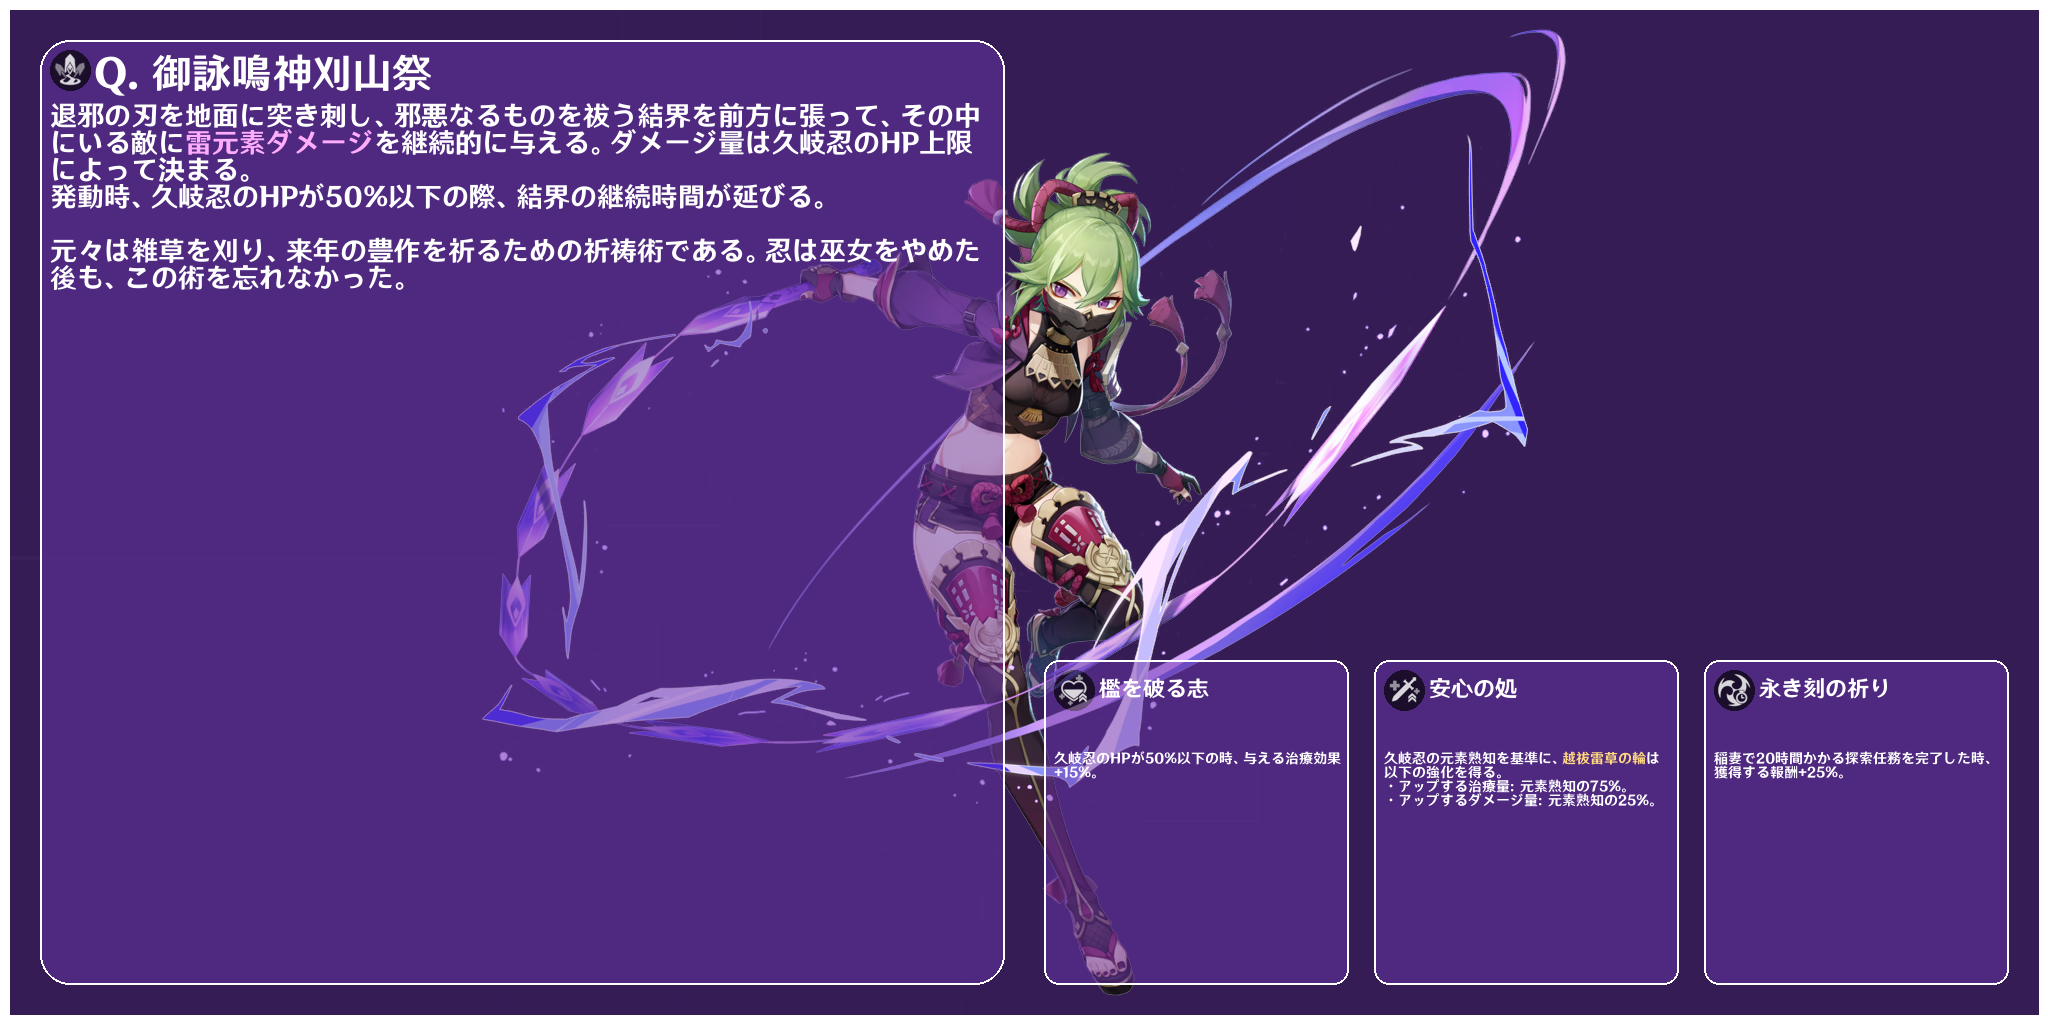 Q. 御詠鳴神刈山祭
退邪の刃を地面に突き刺し、邪悪なるものを祓う結界を前方に張って、その中
にいる敵に雷元素ダメージを継続的に与える。ダメージ量は久岐忍のHP上限
によって決まる。
発動時、久岐忍のHPが50%以下の際、結界の継続時間が延びる。
元々は雑草を刈り、来年の豊作を祈るための祈祷術である。忍は巫女をやめた
後も、この術を忘れなかった。
檻を破る志
久岐忍のHPが50%以下の時、与える治療効果
+15%。
安心の処
久岐忍の元素熟知を基準に、越祓雷草の輪は
以下の強化を得る。
・アップする治療量: 元素熟知の75%。
・アップするダメージ量: 元素熟知の25%。
永き刻の祈り
稲妻で20時間かかる探索任務を完了した時、
獲得する報酬+25%。